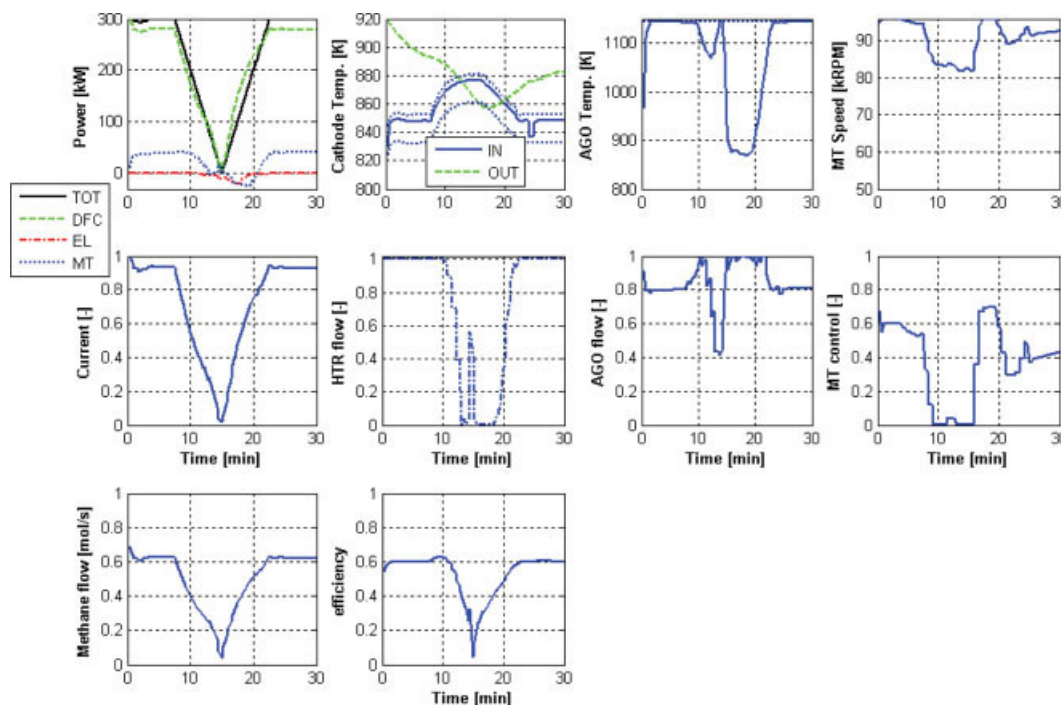 Power [kW]
300
200
100
0
0 10 20 30
TOT
DFC
EL
MT
Cathode Temp. [K]
920
900
880
860
840
820
800
IN
OUT
0 10 20 30
AGO Temp. [K]
1100
1000
900
800
0 10 20 30
MT Speed [kRPM]
90
80
70
60
50
0 10 20 30
Current [-]
1
0.8
0.6
0.4
0.2
0
0 10 20 30
Time [min]
HTR flow [-]
1
0.8
0.6
0.4
0.2
0
0 10 20 30
AGO flow [-]
1
0.8
0.6
0.4
0.2
0
0 10 20 30
Time [min]
MT control [-]
1
0.8
0.6
0.4
0.2
0
0 10 20 30
Time [min]
Methane flow [mol/s]
1
0.8
0.6
0.4
0.2
0
0 10 20 30
efficiency
1
0.8
0.6
0.4
0.2
0
0 10 20 30
Time [min]